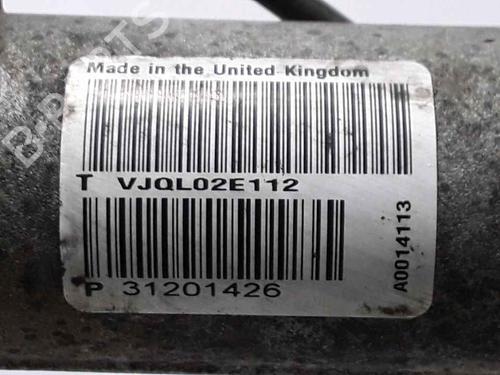 Made in the United Kingdom
T VJQL02E112
P 31201426
A0014113